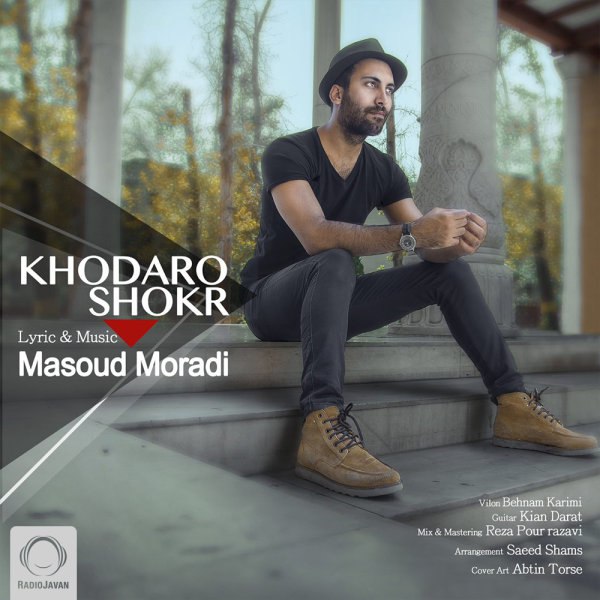 KHODARO
SHOKR
Lyric & Music
Masoud Moradi
Vilon Behnam Karimi
Guitar Kian Darat
Mix & Mastering Reza Pour razavi
Arrangement Saeed Shams
Cover Art Abtin Torse
RADIOJAVAN